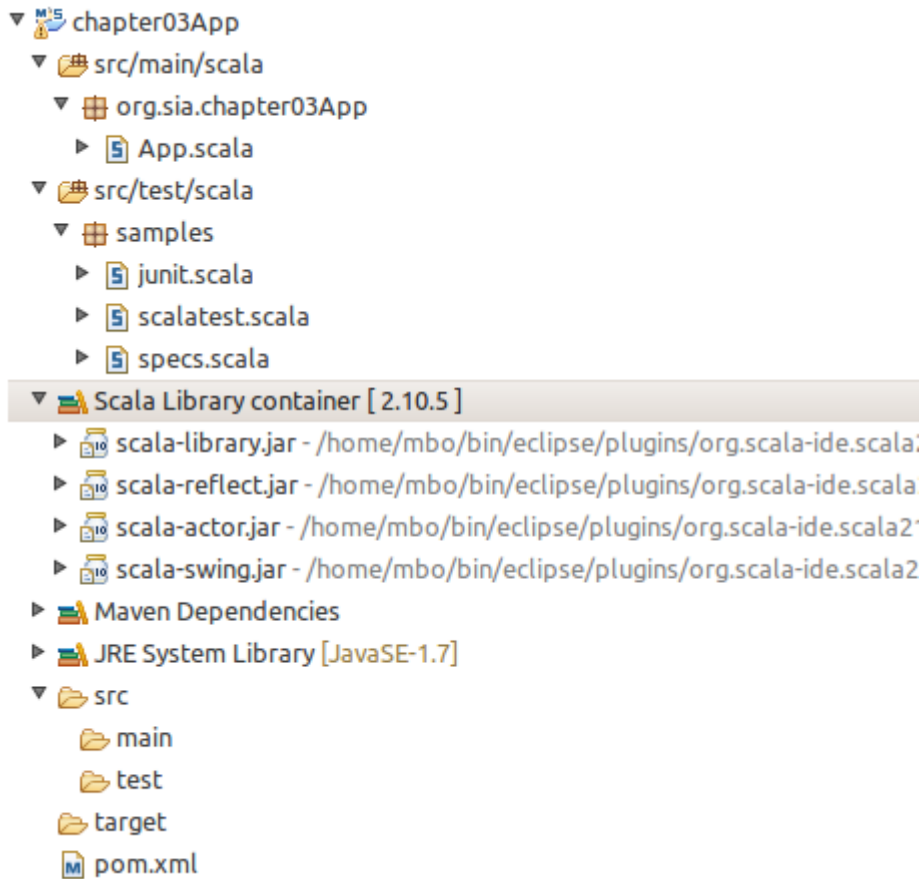 chapter03App
src/main/scala
org.sia.chapter03App
App.scala
src/test/scala
samples
junit.scala
scalatest.scala
specs.scala
Scala Library container [ 2.10.5 ]
scala-library.jar - /home/mbo/bin/eclipse/plugins/org.scala-ide.scala2
scala-reflect.jar - /home/mbo/bin/eclipse/plugins/org.scala-ide.scala
scala-actor.jar - /home/mbo/bin/eclipse/plugins/org.scala-ide.scala21
scala-swing.jar - /home/mbo/bin/eclipse/plugins/org.scala-ide.scala2
Maven Dependencies
JRE System Library [JavaSE-1.7]
src
main
test
target
pom.xml